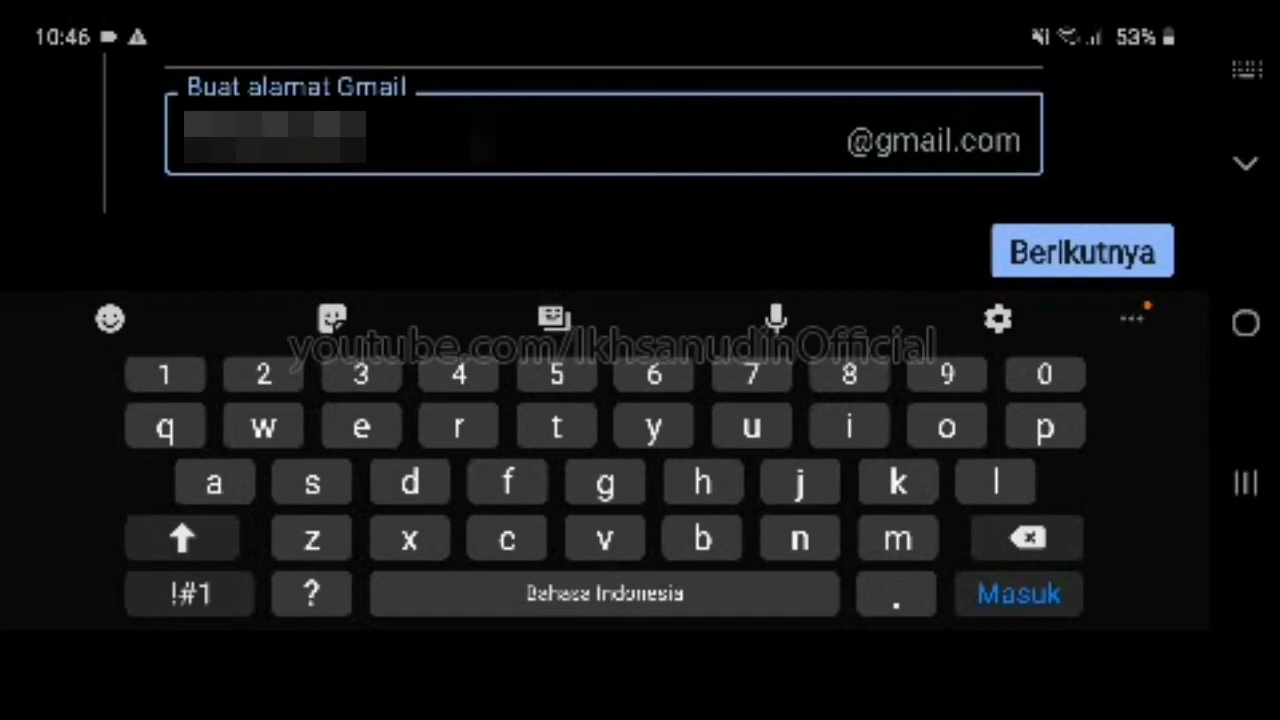 10:46 53%
Buat alamat Gmail
@gmail.com
Berikutnya
youtube.com/IkhsanudinOfficial
1 2 3 4 5 6 7 8 9 0
q w e r t y u i o p
a s d f g h j k l
z x c v b n m
!#1 ? Bahasa Indonesia . Masuk